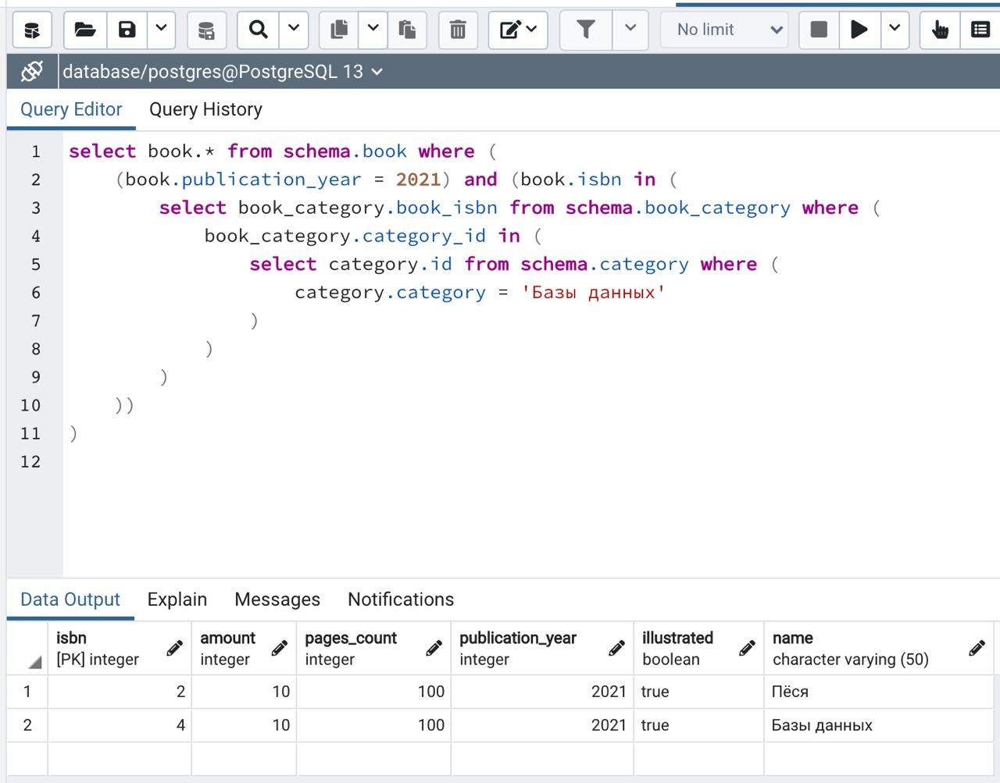 No limit
database/postgres@PostgreSQL 13
Query Editor Query History
1 select book.* from schema.book where (
2 (book.publication_year = 2021) and (book.isbn in (
3 select book_category.book_isbn from schema.book_category where (
4 book_category.category_id in (
5 select category.id from schema.category where (
6 category.category = 'Базы данных'
7 )
8 )
9 )
10 ))
11 )
12
Data Output Explain Messages Notifications
isbn amount pages_count publication_year illustrated name
[PK] integer integer integer integer boolean character varying (50)
1 2 10 100 2021 true Пёся
2 4 10 100 2021 true Базы данных